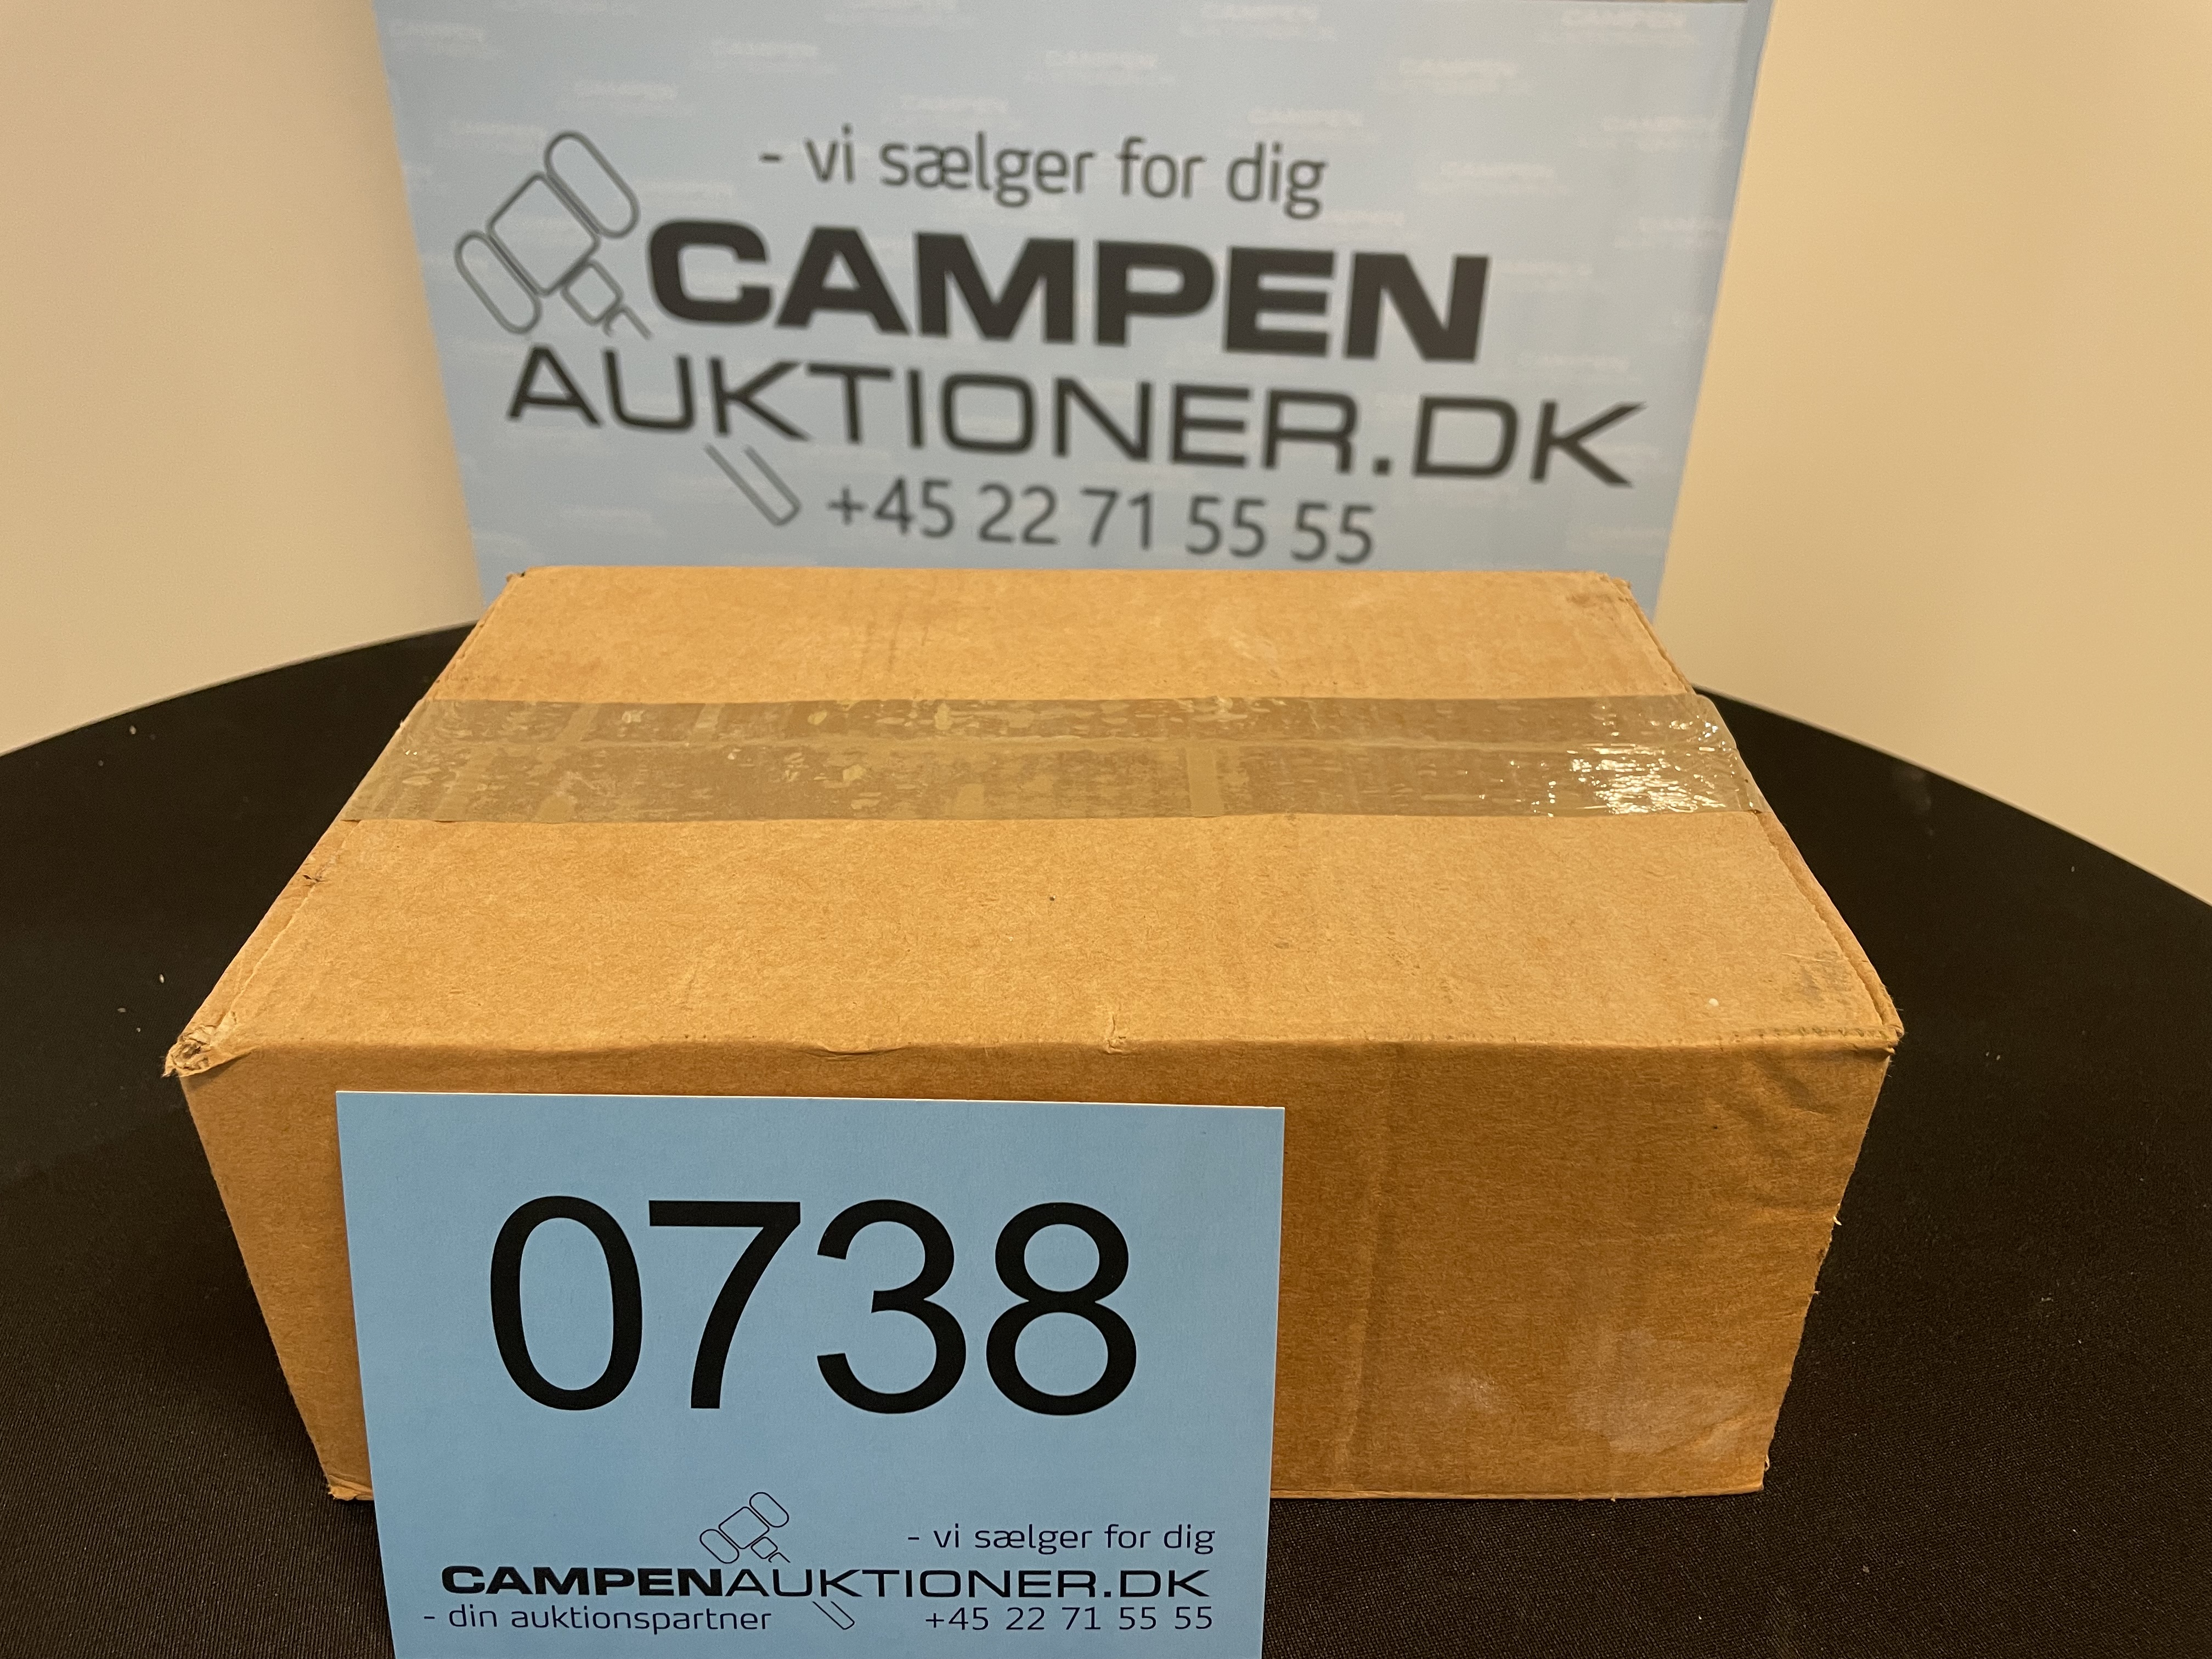 - vi sælger for dig
CAMPEN
AUKTIONER.DK
+45 22 71 55 55
0738
- vi sælger for dig
CAMPENAUKTIONER.DK
- din auktionspartner +45 22 71 55 55